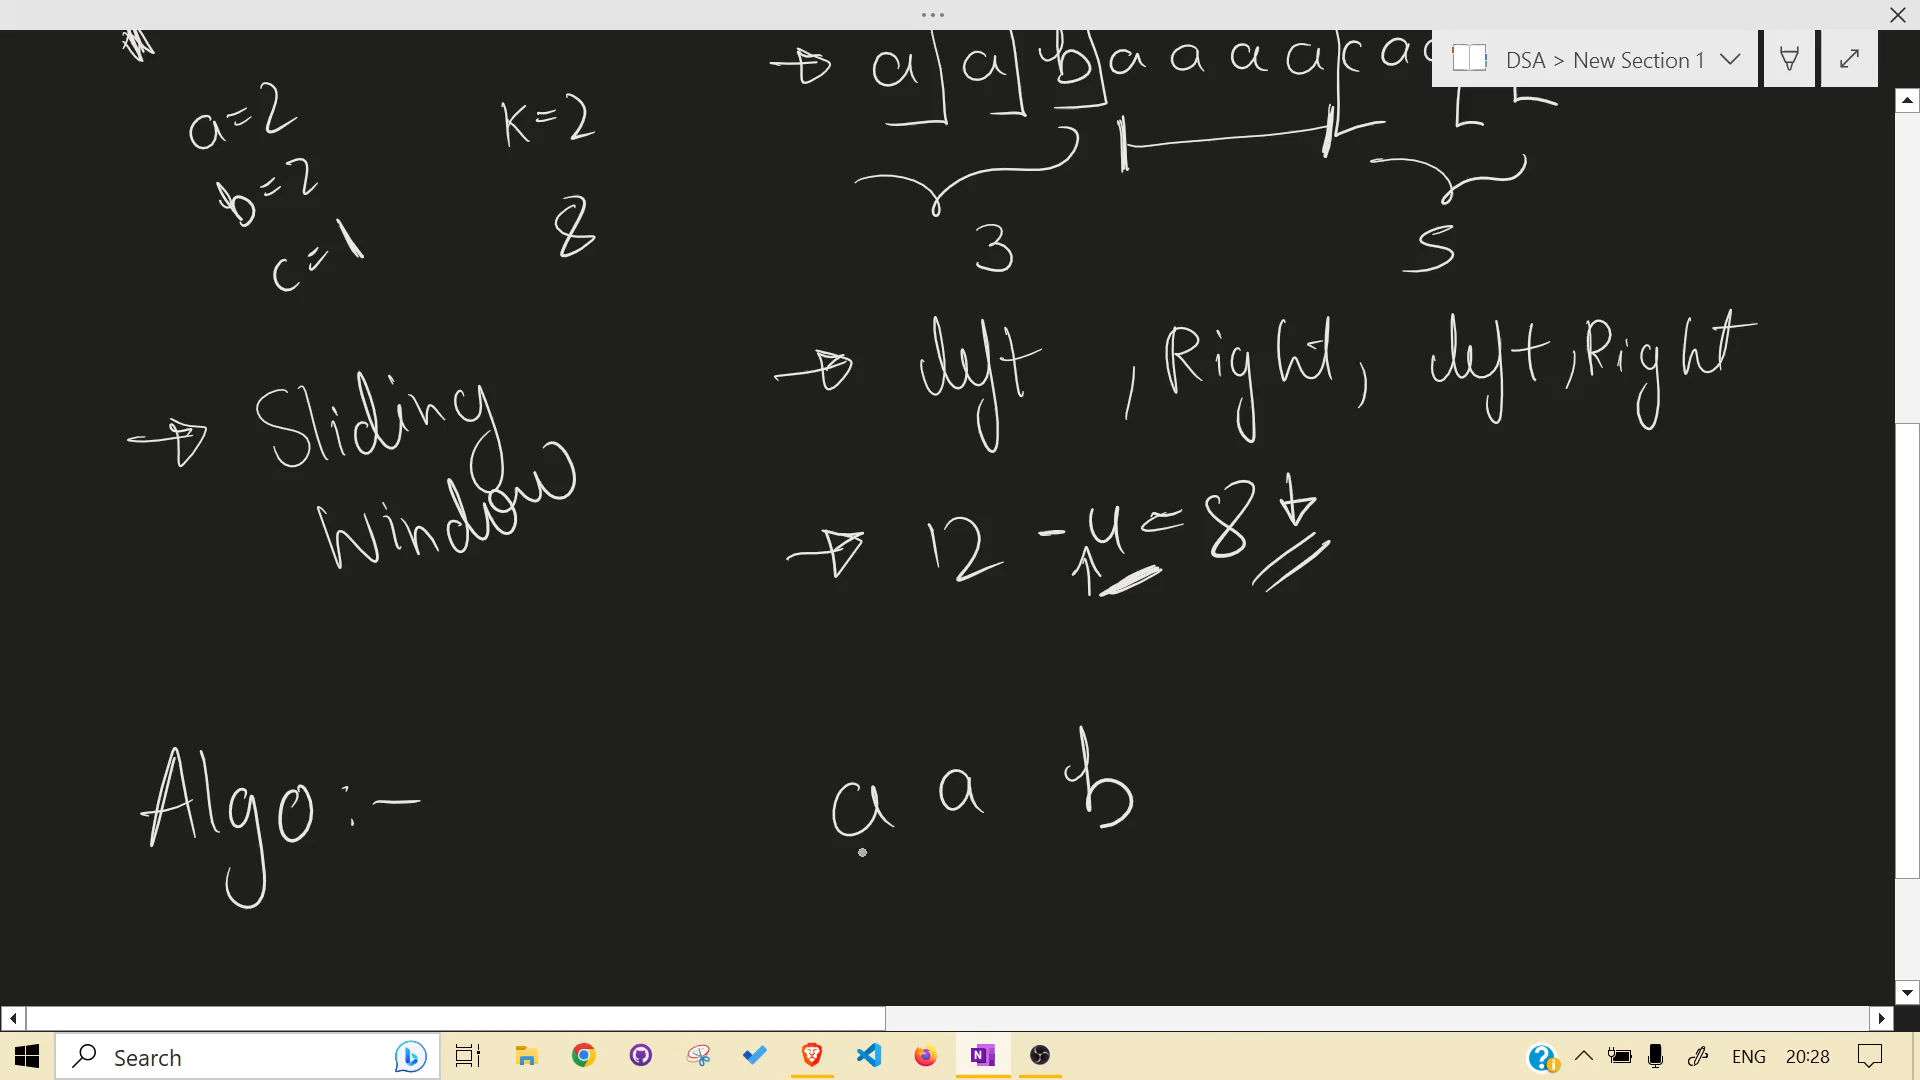 DSA > New Section 1
→ a a b a a a a c a
a=2
K=2
b=2
c=1
8
3
5
→ Left , Right, Left, Right
→ Sliding
Window
→ 12 - 4 = 8 ↓
Algo :-
a a b
Search
ENG
20:28